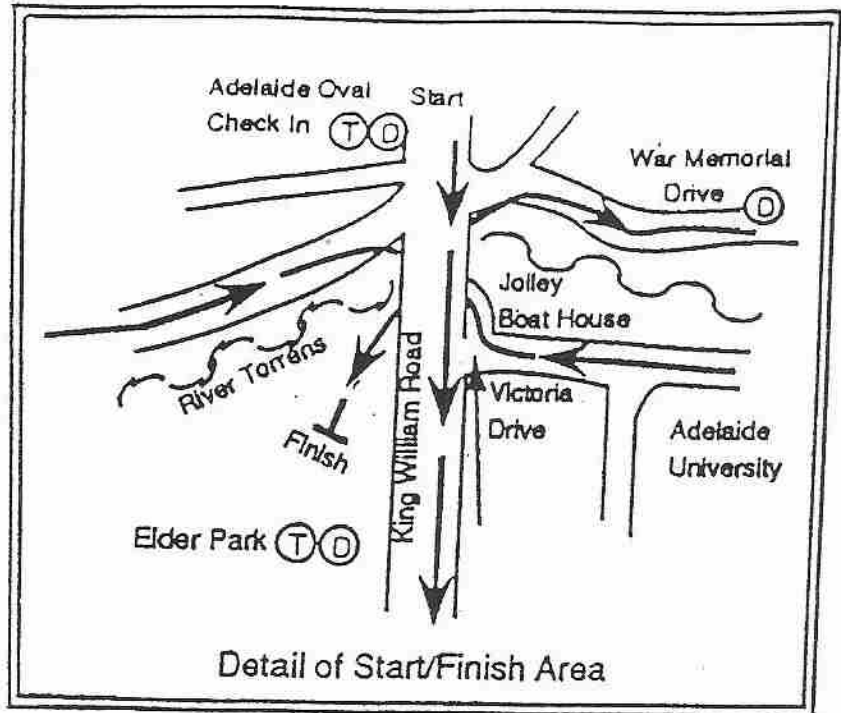 Adelaide Oval
Check In T D
Start
War Memorial
Drive D
Jolley
Boat House
River Torrens
King William Road
Victoria
Drive
Finish
Adelaide
University
Elder Park T D
Detail of Start/Finish Area